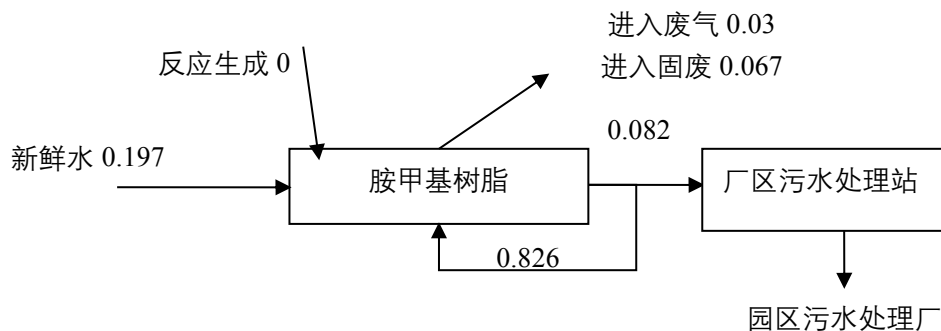 进入废气 0.03
反应生成 0
进入固废 0.067
0.082
新鲜水 0.197
胺甲基树脂
厂区污水处理站
0.826
园区污水处理厂